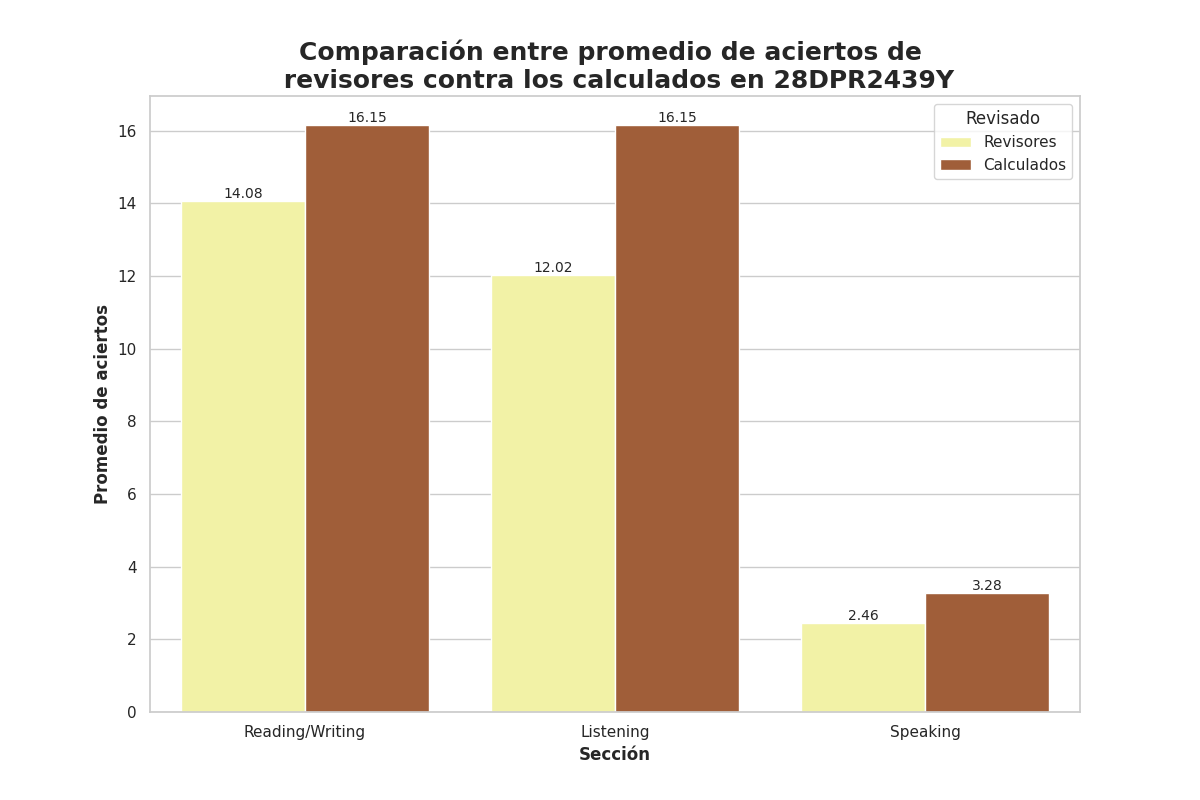 Comparación entre promedio de aciertos de
revisores contra los calculados en 28DPR2439Y
Revisado
Revisores
Calculados
16.15
16.15
14.08
12.02
3.28
2.46
16
14
12
10
8
6
4
2
0
Promedio de aciertos
Reading/Writing
Listening
Speaking
Sección